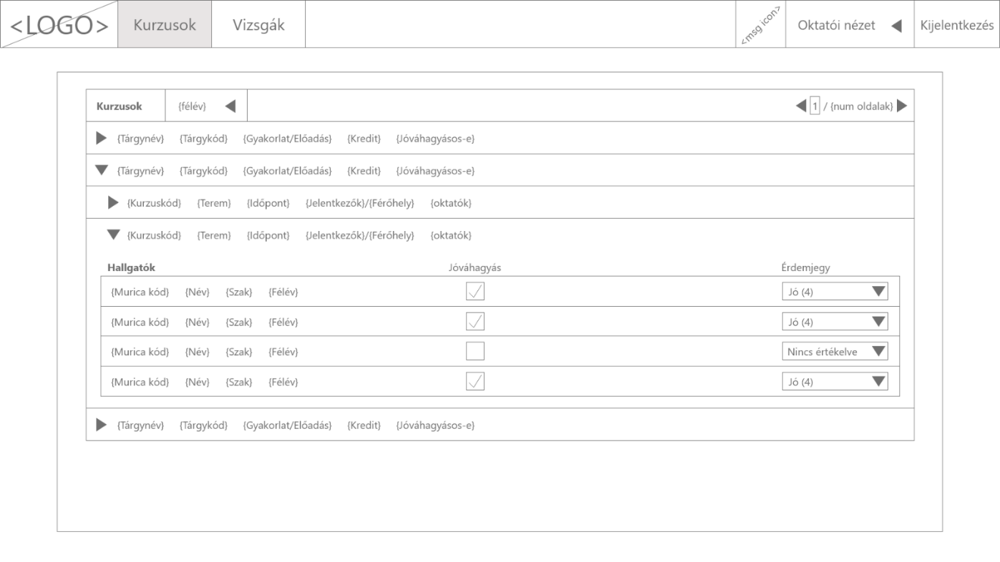 <LOGO> Kurzusok Vizsgák <msg icon> Oktatói nézet Kijelentkezés
Kurzusok {félév} 1 / {num oldalak}
{Tárgynév} {Tárgykód} {Gyakorlat/Előadás} {Kredit} {Jóváhagyásos-e}
{Tárgynév} {Tárgykód} {Gyakorlat/Előadás} {Kredit} {Jóváhagyásos-e}
{Kurzuskód} {Terem} {Időpont} {Jelentkezők}/{Férőhely} {oktatók}
{Kurzuskód} {Terem} {Időpont} {Jelentkezők}/{Férőhely} {oktatók}
Hallgatók Jóváhagyás Érdemjegy
{Murica kód} {Név} {Szak} {Félév} Jó (4)
{Murica kód} {Név} {Szak} {Félév} Jó (4)
{Murica kód} {Név} {Szak} {Félév} Nincs értékelve
{Murica kód} {Név} {Szak} {Félév} Jó (4)
{Tárgynév} {Tárgykód} {Gyakorlat/Előadás} {Kredit} {Jóváhagyásos-e}